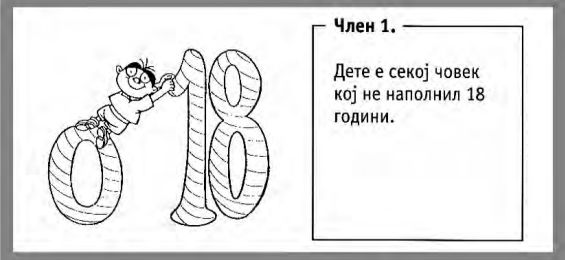 0 18
Член 1.
Дете е секој човек
кој не наполнил 18
години.